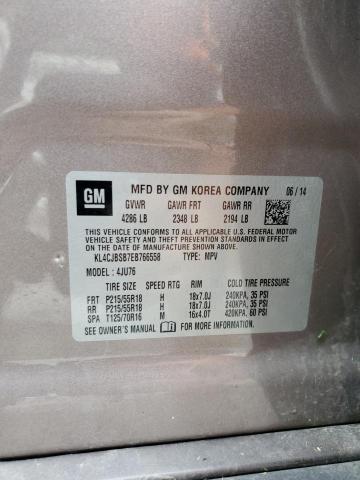 GM
MFD BY GM KOREA COMPANY 06/14
GVWR GAWR FRT GAWR RR
4286 LB 2348 LB 2194 LB
THIS VEHICLE CONFORMS TO ALL APPLICABLE U.S. FEDERAL MOTOR
VEHICLE SAFETY, BUMPER, AND THEFT PREVENTION STANDARDS IN
EFFECT ON THE DATE OF MANUFACTURE SHOWN ABOVE.
KL4CJBSB7EB766558 TYPE: MPV
MODEL: 4JU76
TIRE SIZE SPEED RTG RIM COLD TIRE PRESSURE
FRT P215/55R18 H 18x7.0J 240KPA, 35 PSI
RR P215/55R18 H 18x7.0J 240KPA, 35 PSI
SPA T125/70R16 M 16x4.0T 420KPA, 60 PSI
SEE OWNER'S MANUAL FOR ADDITIONAL INFORMATION.